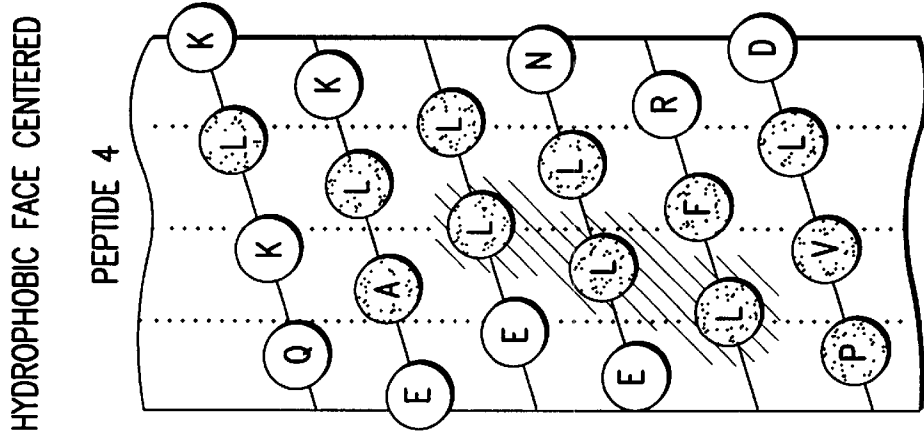 HYDROPHOBIC FACE CENTERED
PEPTIDE 4
P V L D
L F R
E L L N
E L L
E A L K
Q K L K